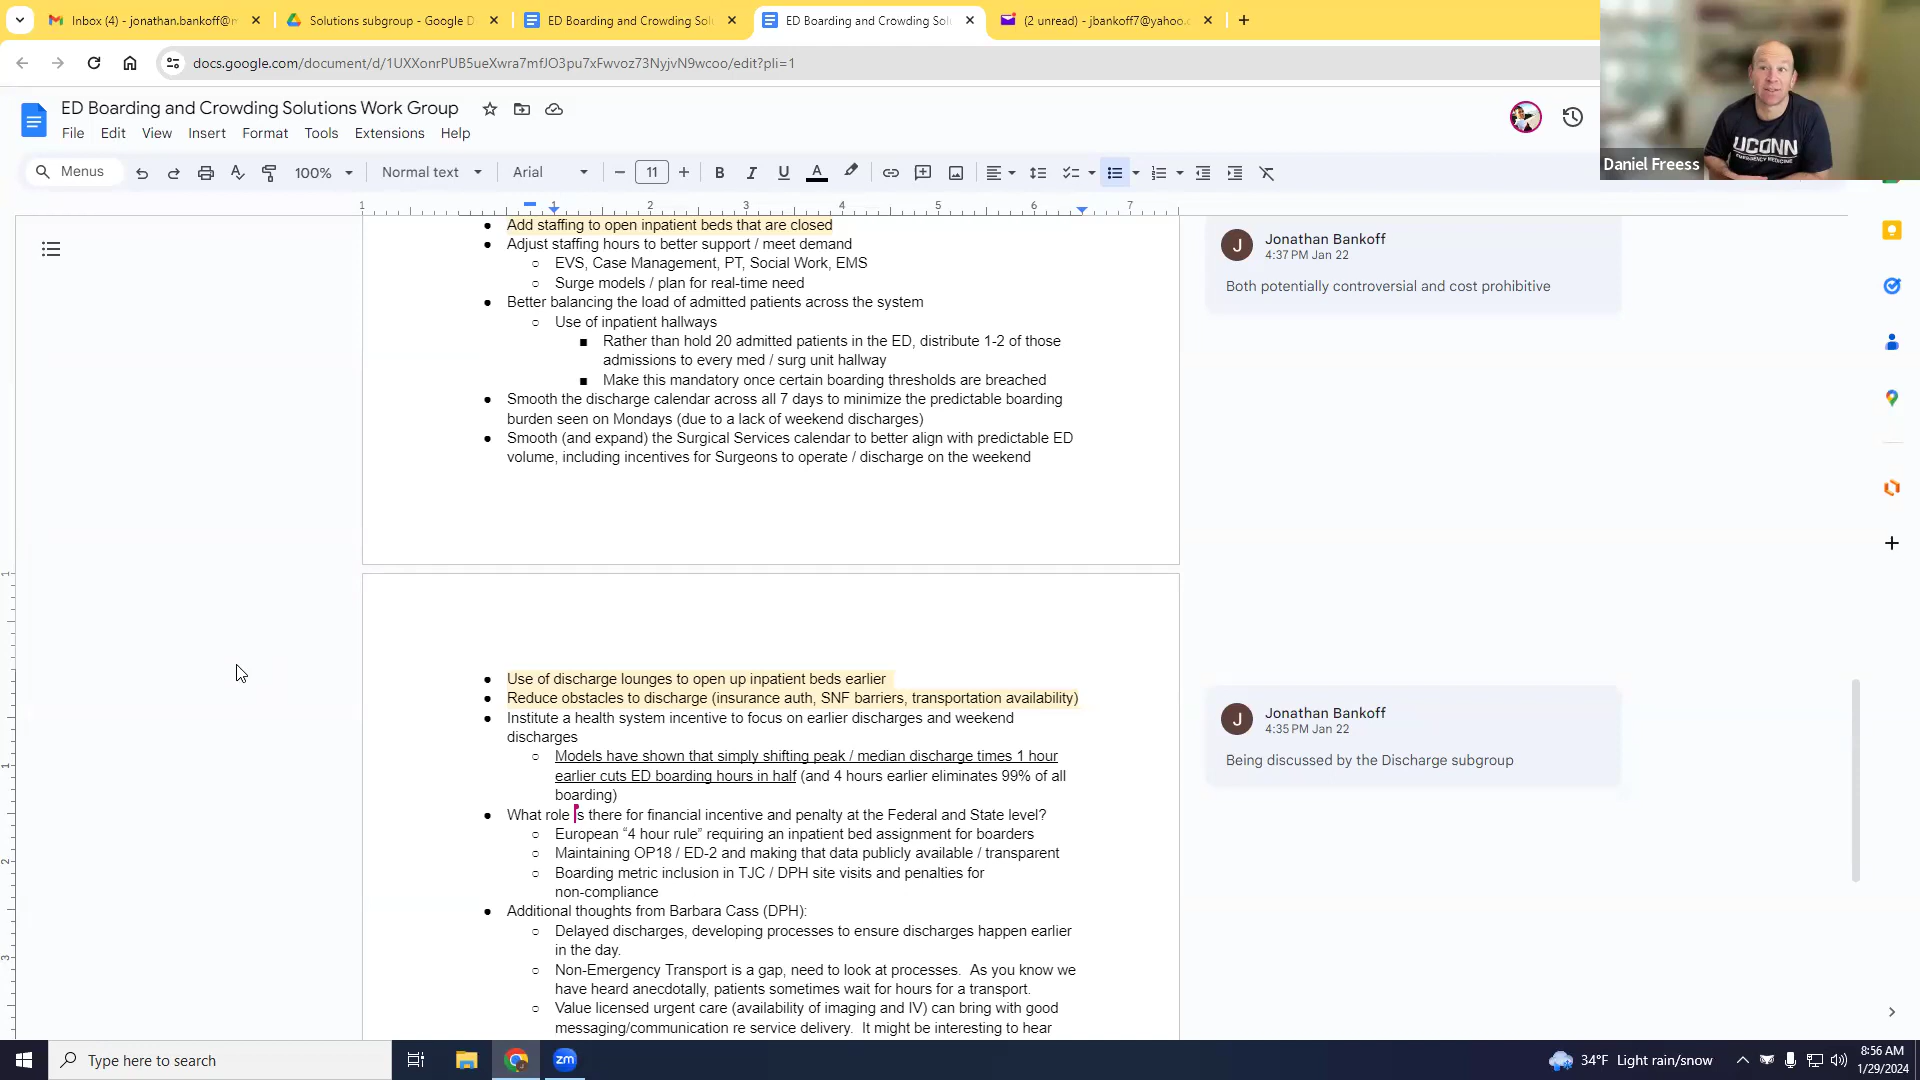 Inbox (4) - jonathan.bankoff@m
Solutions subgroup - Google D
ED Boarding and Crowding Solu
ED Boarding and Crowding Solu
(2 unread) - jbankoff7@yahoo.c
docs.google.com/document/d/1UXXonrPUB5ueXwra7mfJO3pu7xFwvoz73NyjvN9wcoo/edit?pli=1
ED Boarding and Crowding Solutions Work Group
File Edit View Insert Format Tools Extensions Help
UCONN
EMERGENCY MEDICINE
Daniel Freess
Menus 100% Normal text Arial 11 B I U A
1 1 2 3 4 5 6 7
Add staffing to open inpatient beds that are closed
Adjust staffing hours to better support / meet demand
EVS, Case Management, PT, Social Work, EMS
Surge models / plan for real-time need
Better balancing the load of admitted patients across the system
Use of inpatient hallways
Rather than hold 20 admitted patients in the ED, distribute 1-2 of those
admissions to every med / surg unit hallway
Make this mandatory once certain boarding thresholds are breached
Smooth the discharge calendar across all 7 days to minimize the predictable boarding
burden seen on Mondays (due to a lack of weekend discharges)
Smooth (and expand) the Surgical Services calendar to better align with predictable ED
volume, including incentives for Surgeons to operate / discharge on the weekend
J
Jonathan Bankoff
4:37 PM Jan 22
Both potentially controversial and cost prohibitive
1
1
2
3
Use of discharge lounges to open up inpatient beds earlier
Reduce obstacles to discharge (insurance auth, SNF barriers, transportation availability)
Institute a health system incentive to focus on earlier discharges and weekend
discharges
Models have shown that simply shifting peak / median discharge times 1 hour
earlier cuts ED boarding hours in half (and 4 hours earlier eliminates 99% of all
boarding)
What role is there for financial incentive and penalty at the Federal and State level?
European “4 hour rule” requiring an inpatient bed assignment for boarders
Maintaining OP18 / ED-2 and making that data publicly available / transparent
Boarding metric inclusion in TJC / DPH site visits and penalties for
non-compliance
Additional thoughts from Barbara Cass (DPH):
Delayed discharges, developing processes to ensure discharges happen earlier
in the day.
Non-Emergency Transport is a gap, need to look at processes.  As you know we
have heard anecdotally, patients sometimes wait for hours for a transport.
Value licensed urgent care (availability of imaging and IV) can bring with good
messaging/communication re service delivery.  It might be interesting to hear
J
Jonathan Bankoff
4:35 PM Jan 22
Being discussed by the Discharge subgroup
Type here to search
zm
34°F Light rain/snow
8:56 AM
1/29/2024